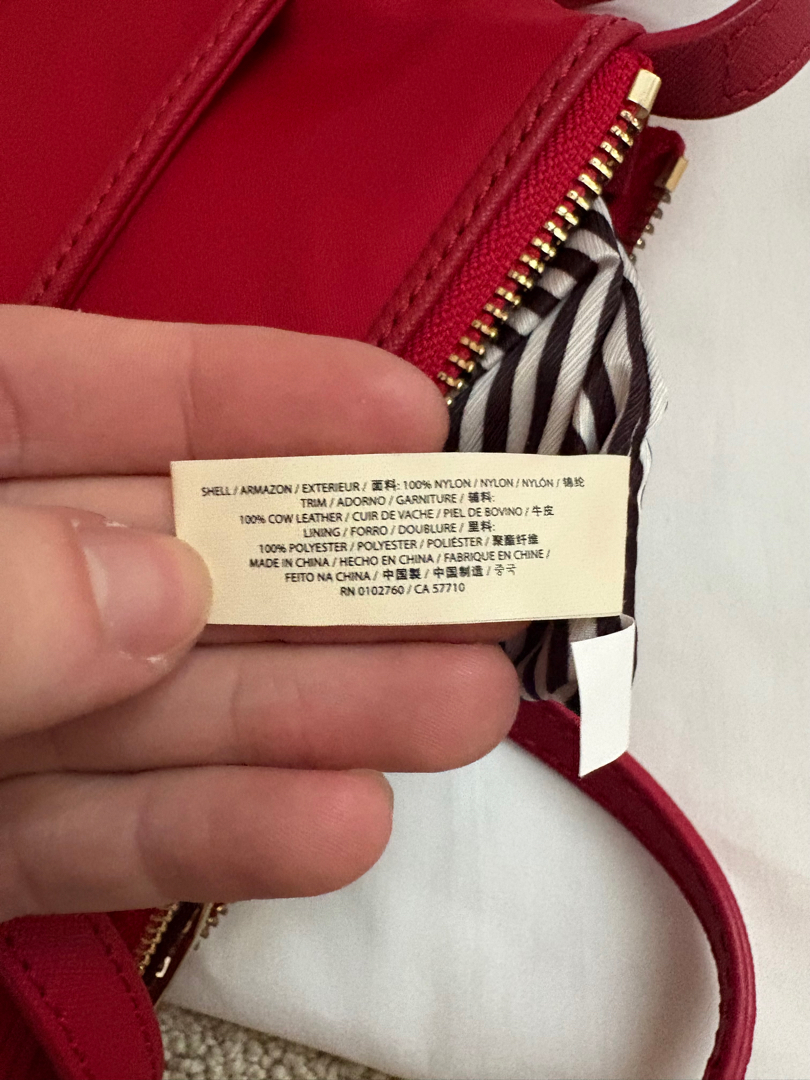 SHELL / ARMAZON / EXTERIEUR / 面料: 100% NYLON / NYLON / NYLÓN / 锦纶
TRIM / ADORNO / GARNITURE / 辅料:
100% COW LEATHER / CUIR DE VACHE / PIEL DE BOVINO / 牛皮
LINING / FORRO / DOUBLURE / 里料:
100% POLYESTER / POLYESTER / POLIÉSTER / 聚酯纤维
MADE IN CHINA / HECHO EN CHINA / FABRIQUE EN CHINE /
FEITO NA CHINA / 中国製 / 中国制造 / 중국
RN 0102760 / CA 57710